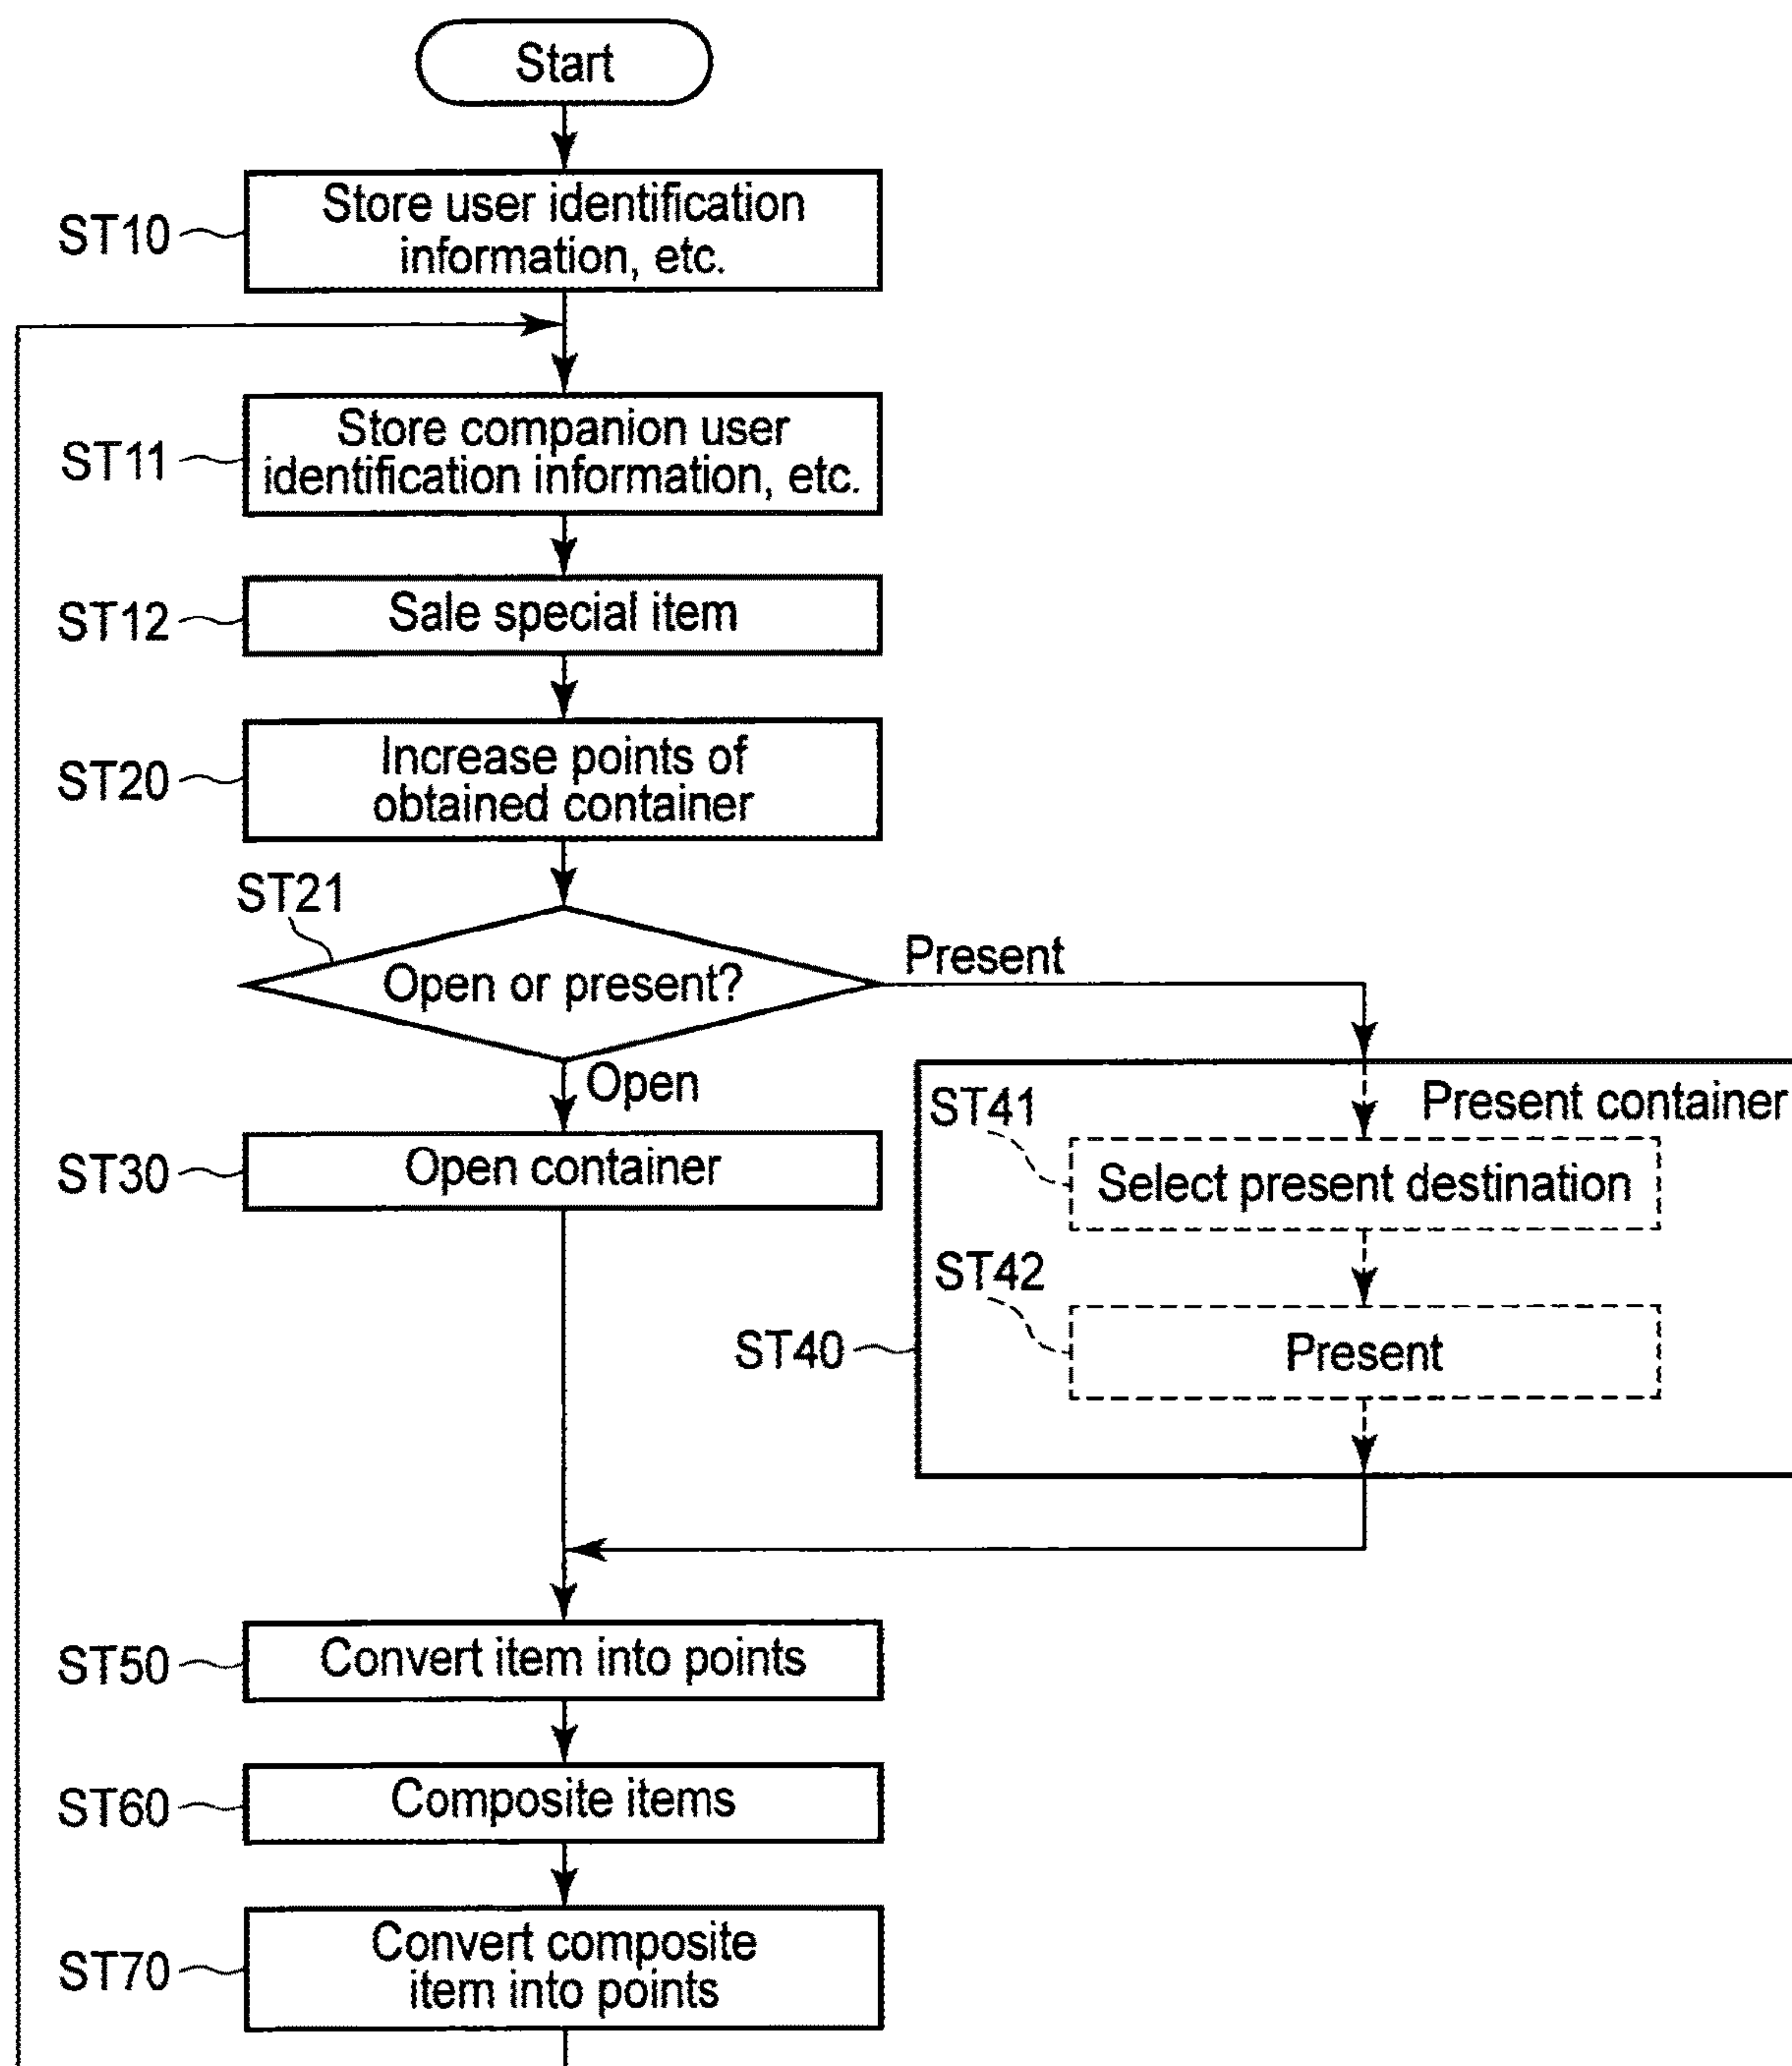 Start
ST10
Store user identification
information, etc.
ST11
Store companion user
identification information, etc.
ST12
Sale special item
ST20
Increase points of
obtained container
ST21
Open or present?
Present
Open
ST30
Open container
Present container
ST41
Select present destination
ST42
Present
ST40
ST50
Convert item into points
ST60
Composite items
ST70
Convert composite
item into points